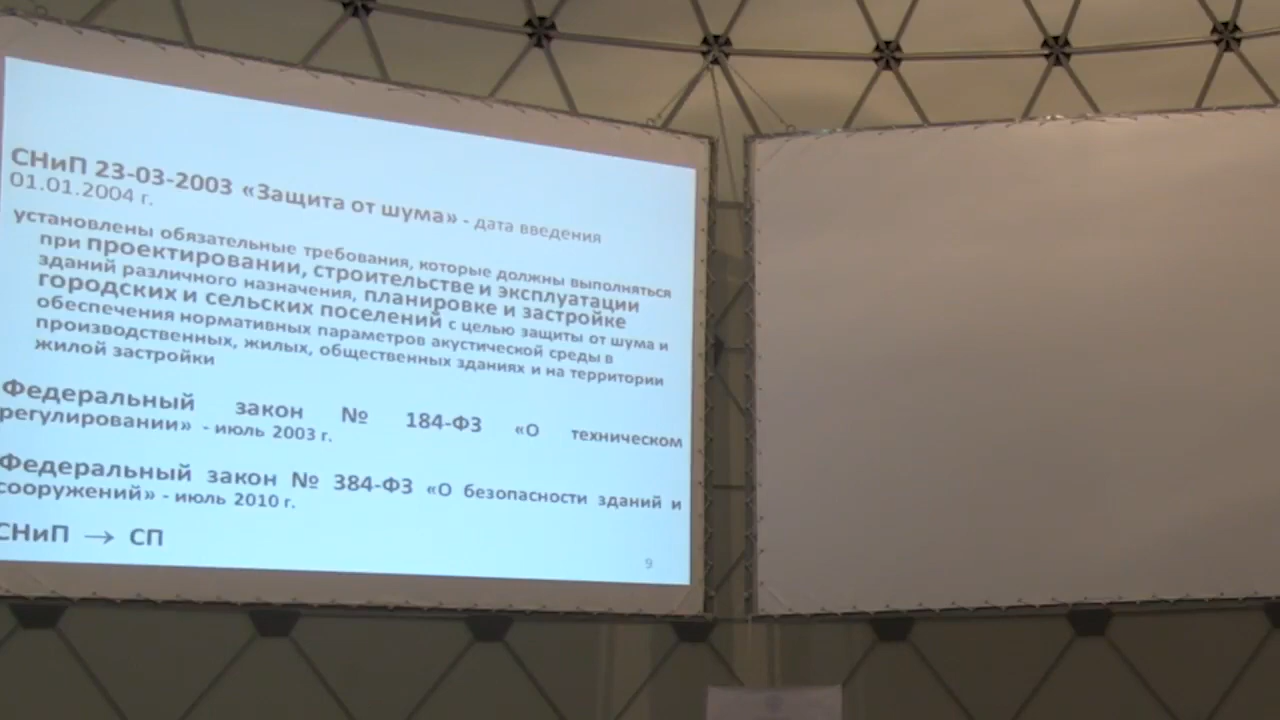 СНиП 23-03-2003 «Защита от шума» - дата введения
01.01.2004 г.
установлены обязательные требования, которые должны выполняться
при проектировании, строительстве и эксплуатации
зданий различного назначения, планировке и застройке
городских и сельских поселений с целью защиты от шума и
обеспечения нормативных параметров акустической среды в
производственных, жилых, общественных зданиях и на территории
жилой застройки
Федеральный закон № 184-ФЗ «О техническом
регулировании» - июль 2003 г.
Федеральный закон № 384-ФЗ «О безопасности зданий и
сооружений» - июль 2010 г.
СНиП → СП
9